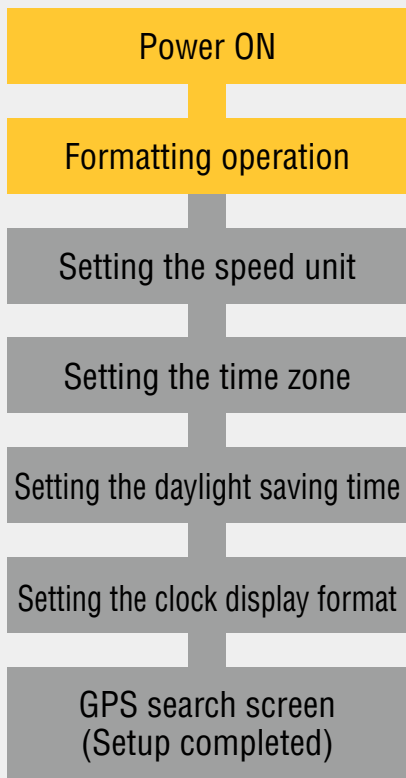 Power ON
Formatting operation
Setting the speed unit
Setting the time zone
Setting the daylight saving time
Setting the clock display format
GPS search screen
(Setup completed)